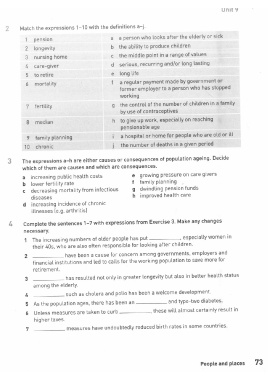 Unit 9
2 Match the expressions 1–10 with the definitions a–j.
1 pension
2 longevity
3 nursing home
4 care-giver
5 to retire
6 mortality
7 fertility
8 median
9 family planning
10 chronic
a a person who looks after the elderly or sick
b the ability to produce children
c the middle point in a range of values
d serious, recurring and/or long lasting
e long life
f a regular payment made by government or
former employer to a person who has stopped
working
g the control of the number of children in a family
by use of contraceptives
h to give up work, especially on reaching
pensionable age
i a hospital or home for people who are old or ill
j the number of deaths in a given period
3 The expressions a–h are either causes or consequences of population ageing. Decide
which of them are causes and which are consequences.
a increasing public health costs
b lower fertility rate
c decreasing mortality from infectious
diseases
d increasing incidence of chronic
illnesses (e.g. arthritis)
e growing pressure on care givers
f family planning
g dwindling pension funds
h improved health care
4 Complete the sentences 1–7 with expressions from Exercise 3. Make any changes
necessary.
1 The increasing numbers of older people has put ________, especially women in
their 40s, who are also often responsible for looking after children.
2 ________ have been a cause for concern among governments, employers and
financial institutions and led to calls for the working population to save more for
retirement.
3 ________ has resulted not only in greater longevity but also in better health status
among the elderly.
4 ________ such as cholera and polio has been a welcome development.
5 As the population ages, there has been an ________ and type-two diabetes.
6 Unless measures are taken to curb ________ these will almost certainly result in
higher taxes.
7 ________ measures have undoubtedly reduced birth rates in some countries.
People and places 73